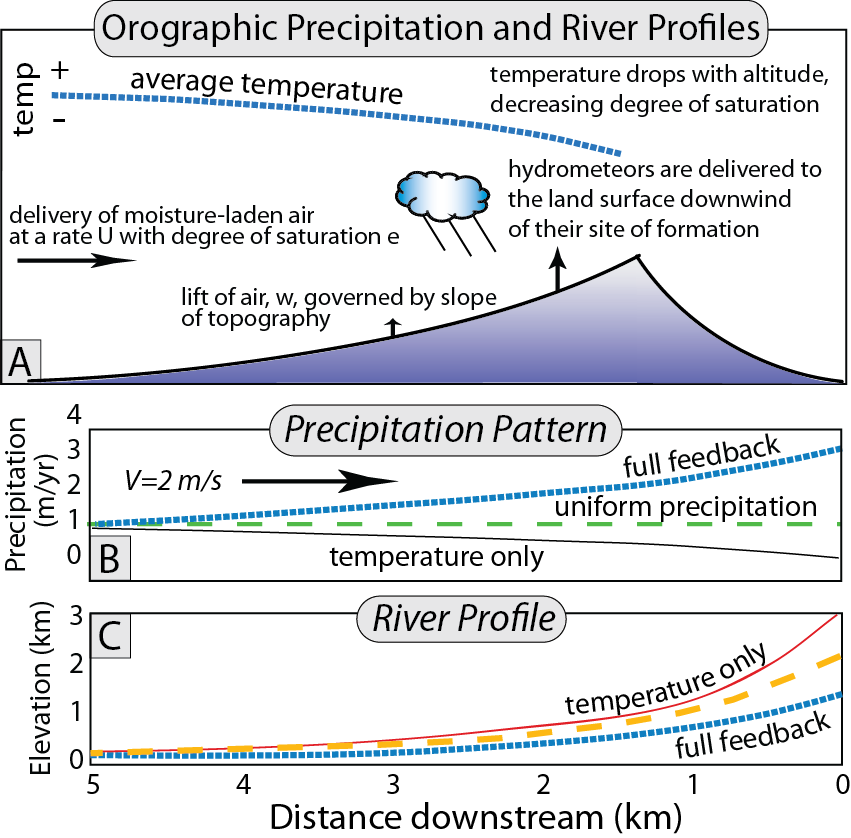 Orographic Precipitation and River Profiles
temp
+
-
average temperature
temperature drops with altitude,
decreasing degree of saturation
hydrometeors are delivered to
the land surface downwind
of their site of formation
delivery of moisture-laden air
at a rate U with degree of saturation e
lift of air, w, governed by slope
of topography
A
Precipitation Pattern
Precipitation
(m/yr)
4
3
2
1
0
V=2 m/s
full feedback
uniform precipitation
temperature only
B
River Profile
C
Elevation (km)
3
2
1
0
temperature only
full feedback
5 4 3 2 1 0
Distance downstream (km)